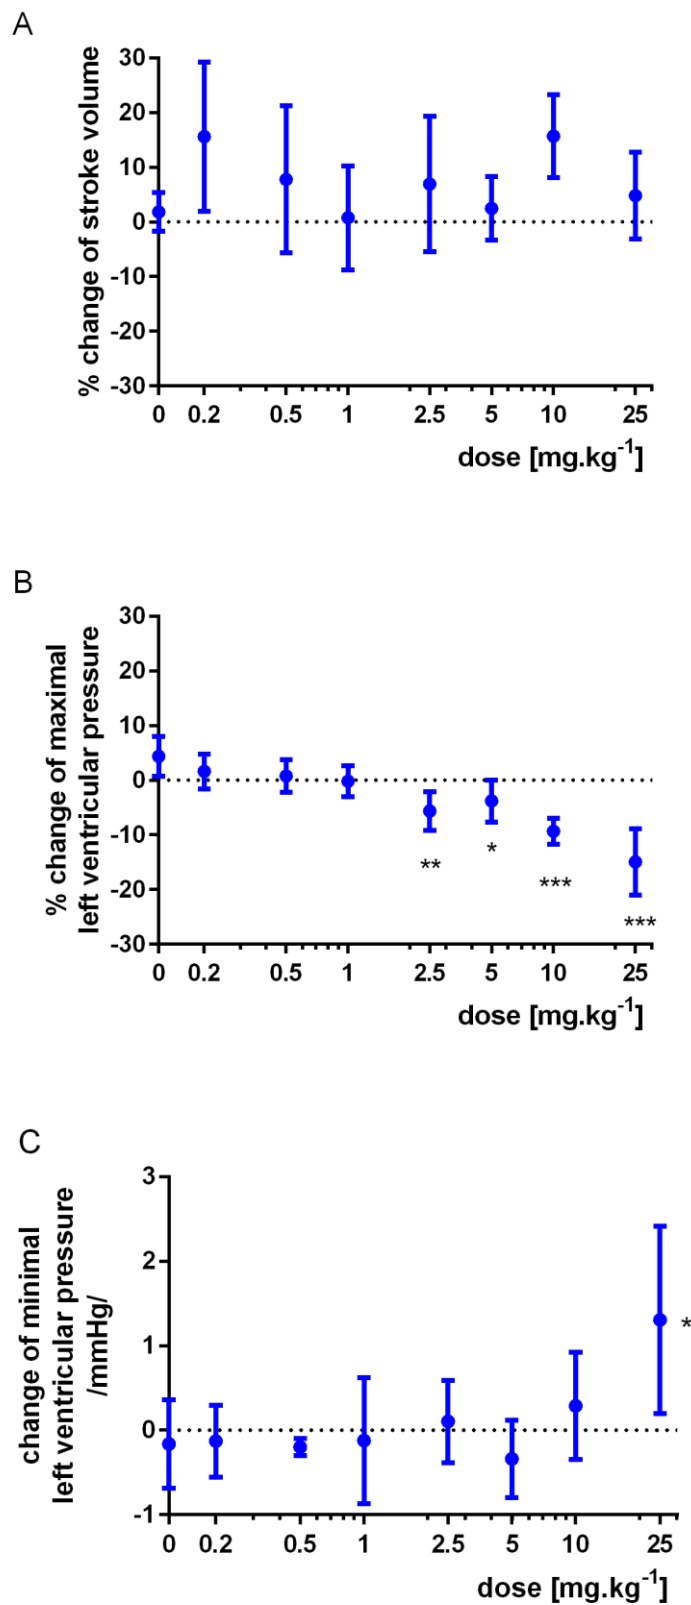 A
% change of stroke volume
30
20
10
0
-10
-20
-30
0 0.2 0.5 1 2.5 5 10 25
dose [mg.kg⁻¹]
B
% change of maximal
left ventricular pressure
30
20
10
0
-10
-20
-30
** * *** ***
0 0.2 0.5 1 2.5 5 10 25
dose [mg.kg⁻¹]
C
change of minimal
left ventricular pressure
/mmHg/
3
2
1
0
-1
*
0 0.2 0.5 1 2.5 5 10 25
dose [mg.kg⁻¹]